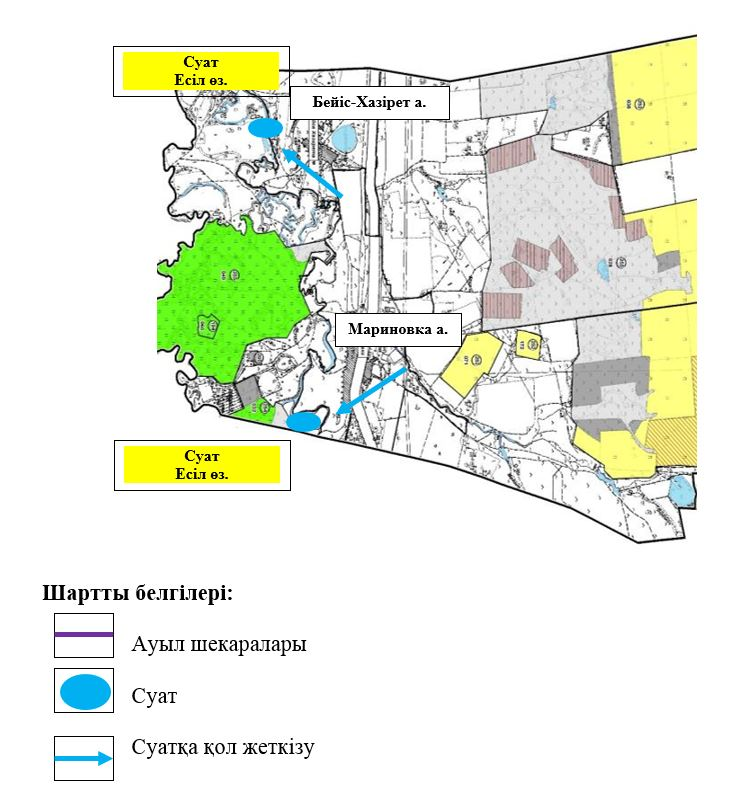 Суат
Есіл өз.
Бейіс-Хазірет а.
Мариновка а.
Суат
Есіл өз.
Шартты белгілері:
Ауыл шекаралары
Суат
Суатқа қол жеткізу